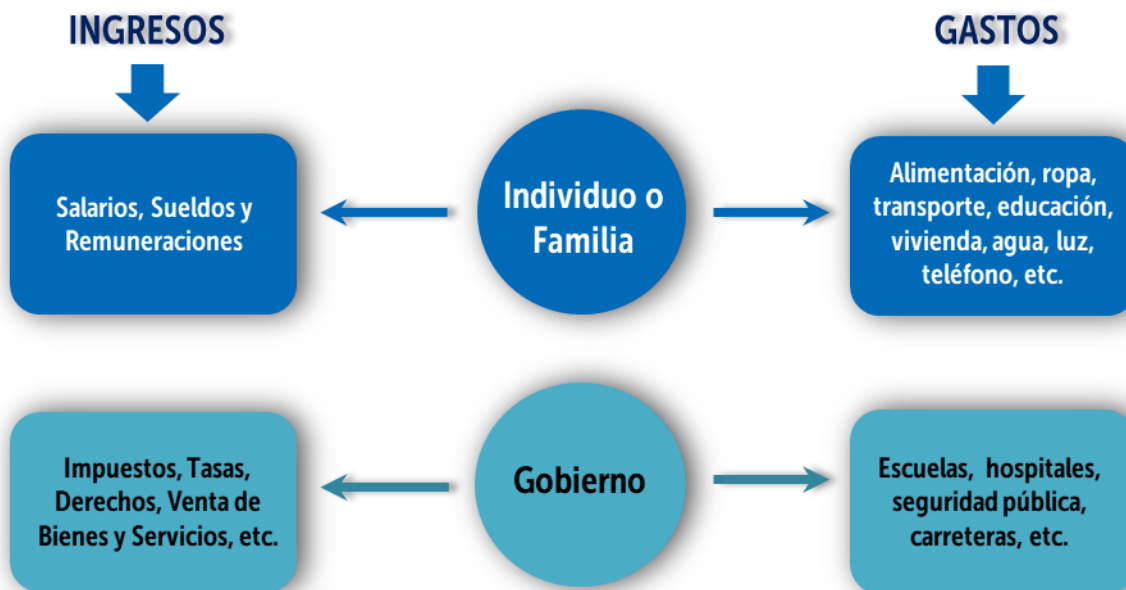 INGRESOS
GASTOS
Salarios, Sueldos y
Remuneraciones
Individuo o
Familia
Alimentación, ropa,
transporte, educación,
vivienda, agua, luz,
teléfono, etc.
Impuestos, Tasas,
Derechos, Venta de
Bienes y Servicios, etc.
Gobierno
Escuelas, hospitales,
seguridad pública,
carreteras, etc.